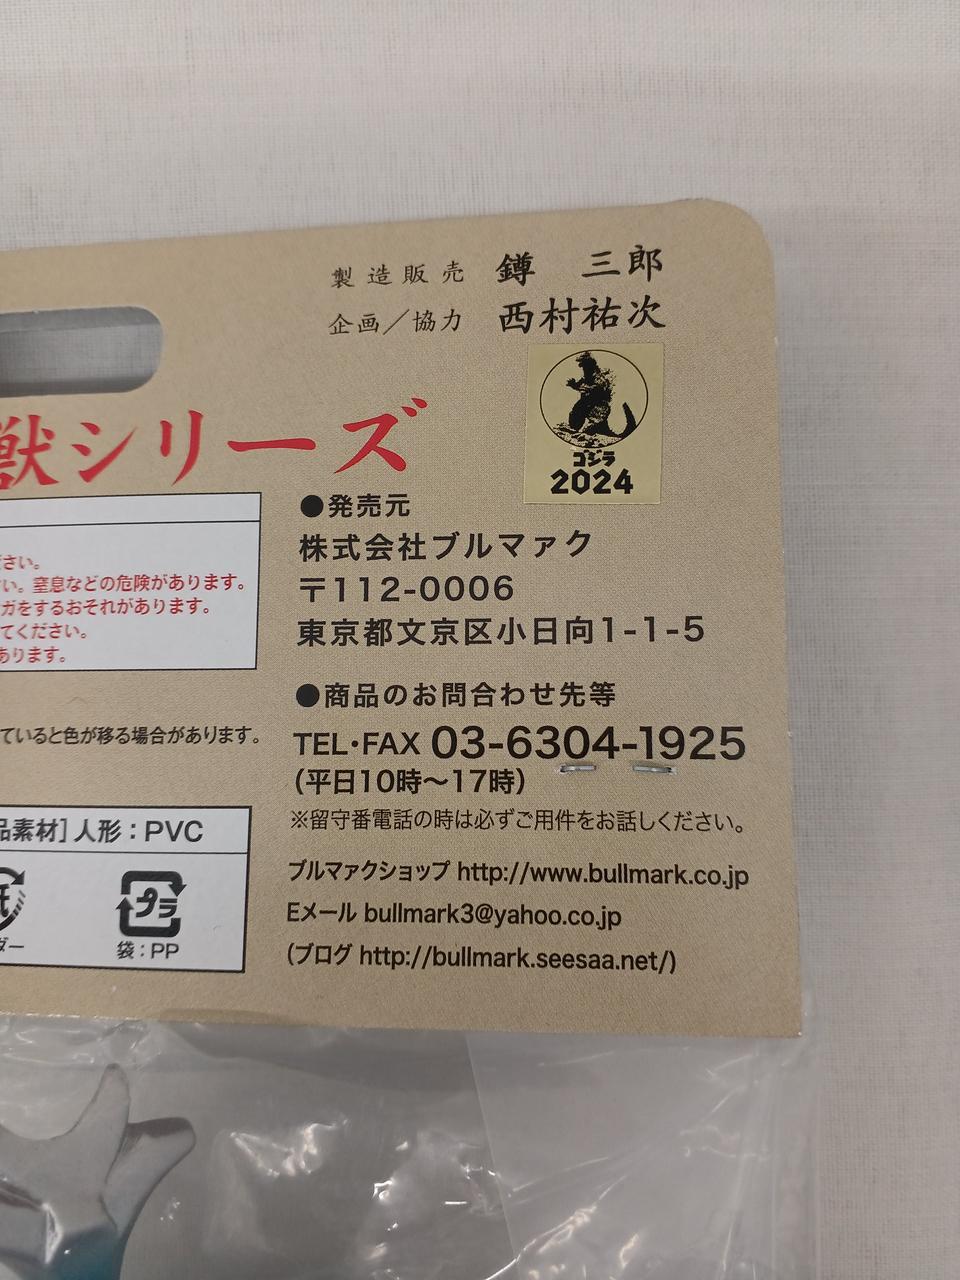 製造販売 鐏 三郎
企画／協力 西村祐次
獣シリーズ
ゴジラ
2024
さい。
い。窒息などの危険があります。
ガをするおそれがあります。
てください。
あります。
ていると色が移る場合があります。
品素材] 人形：PVC
袋：PP
プラ
紙
ダー
●発売元
株式会社ブルマァク
〒112-0006
東京都文京区小日向1-1-5
●商品のお問合わせ先等
TEL・FAX 03-6304-1925
（平日10時～17時）
※留守番電話の時は必ずご用件をお話しください。
ブルマァクショップ http://www.bullmark.co.jp
Eメール bullmark3@yahoo.co.jp
（ブログ http://bullmark.seesaa.net/）